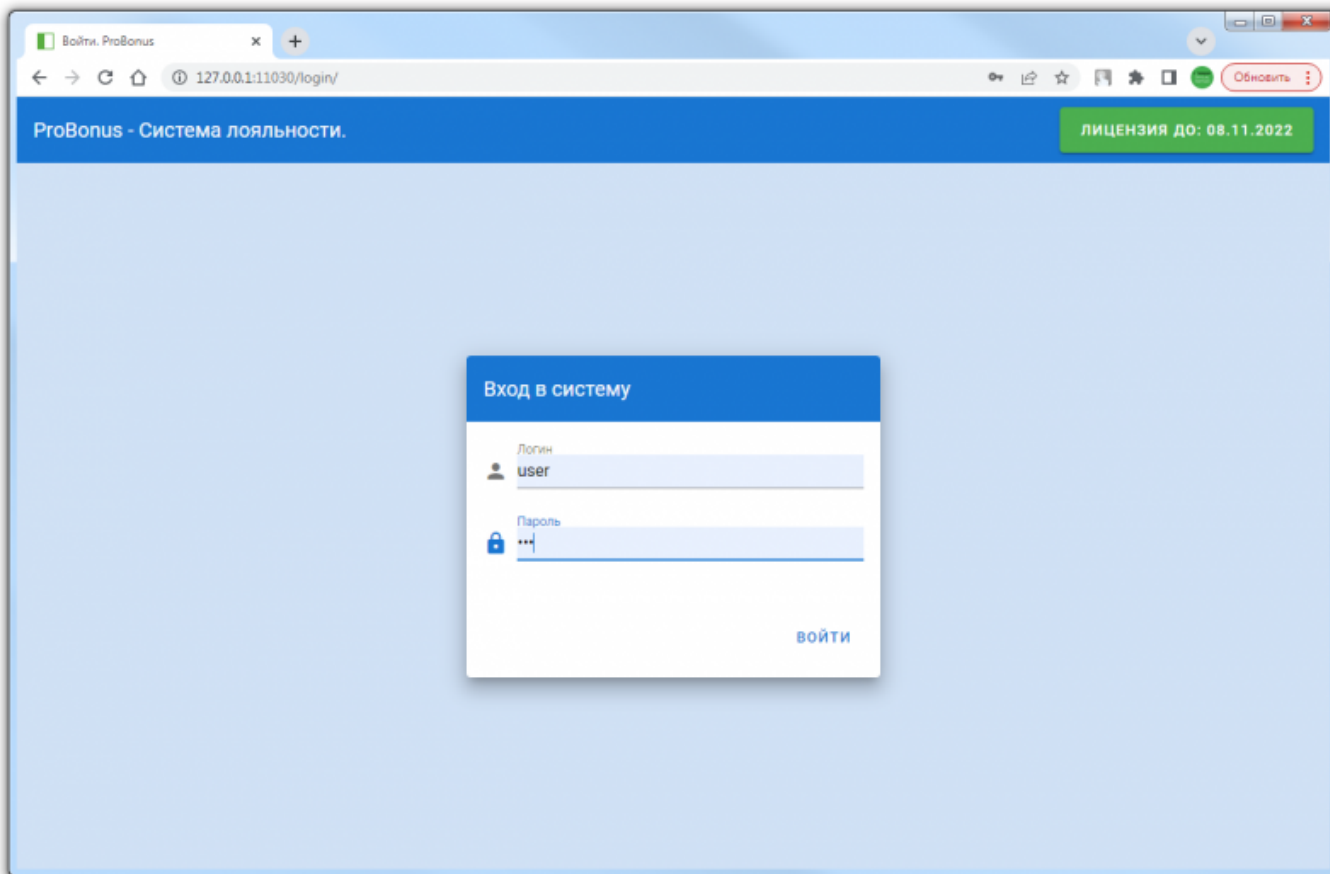 Войти. ProBonus
127.0.0.1:11030/login/
Обновить
ProBonus - Система лояльности.
ЛИЦЕНЗИЯ ДО: 08.11.2022
Вход в систему
Логин
user
Пароль
•••
ВОЙТИ